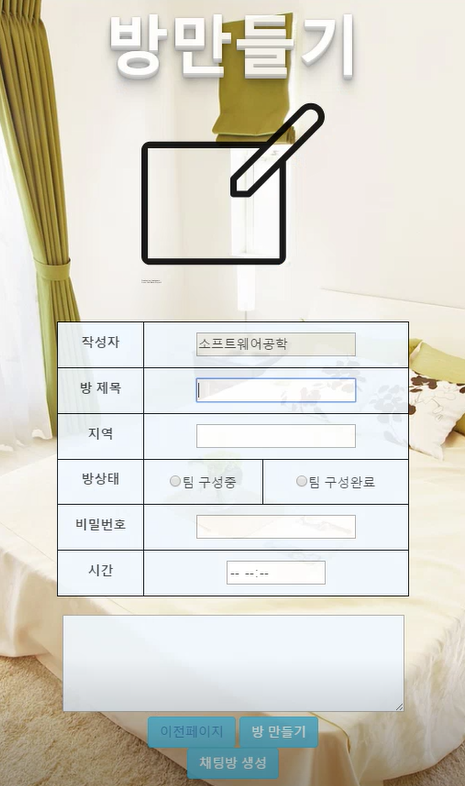 방만들기
작성자 소프트웨어공학
방 제목
지역
방상태 팀 구성중 팀 구성완료
비밀번호
시간 -- --:--
이전페이지 방 만들기
채팅방 생성